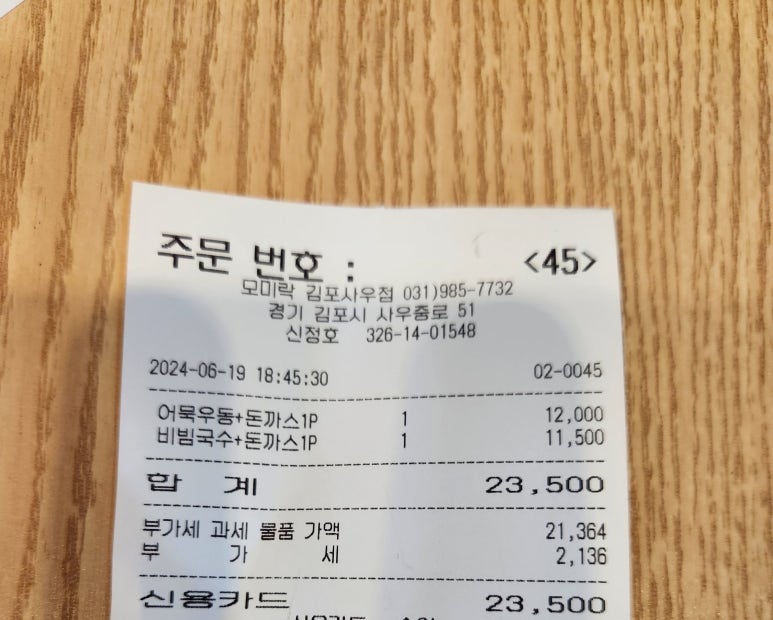 주문 번호 : <45>
모미락 김포사우점 031)985-7732
경기 김포시 사우중로 51
신정호 326-14-01548
2024-06-19 18:45:30 02-0045
어묵우동+돈까스1P 1 12,000
비빔국수+돈까스1P 1 11,500
합 계 23,500
부가세 과세 물품 가액 21,364
부 가 세 2,136
신용카드 23,500